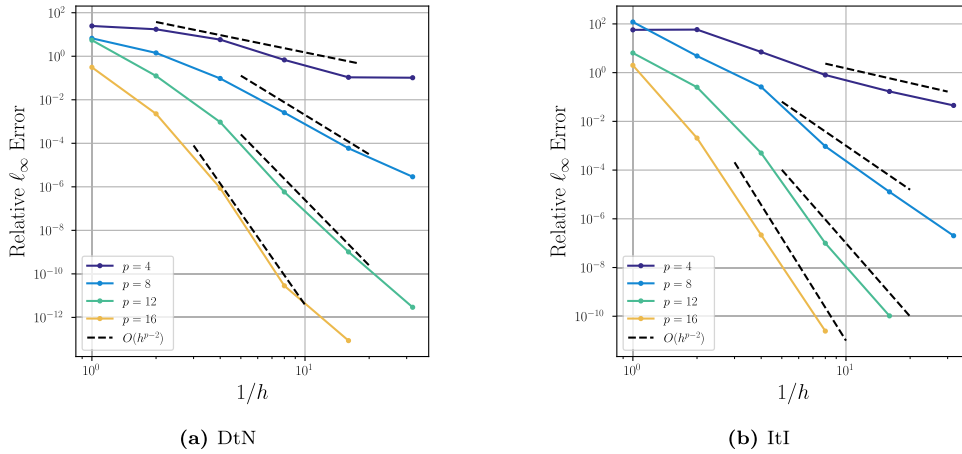 10^2
10^0
10^{-2}
10^{-4}
10^{-6}
10^{-8}
10^{-10}
10^{-12}
Relative ℓ_∞ Error
p = 4
p = 8
p = 12
p = 16
O(h^{p−2})
10^0
10^1
1/h
(a) DtN
10^2
10^0
10^{-2}
10^{-4}
10^{-6}
10^{-8}
10^{-10}
Relative ℓ_∞ Error
p = 4
p = 8
p = 12
p = 16
O(h^{p−2})
10^0
10^1
1/h
(b) ItI